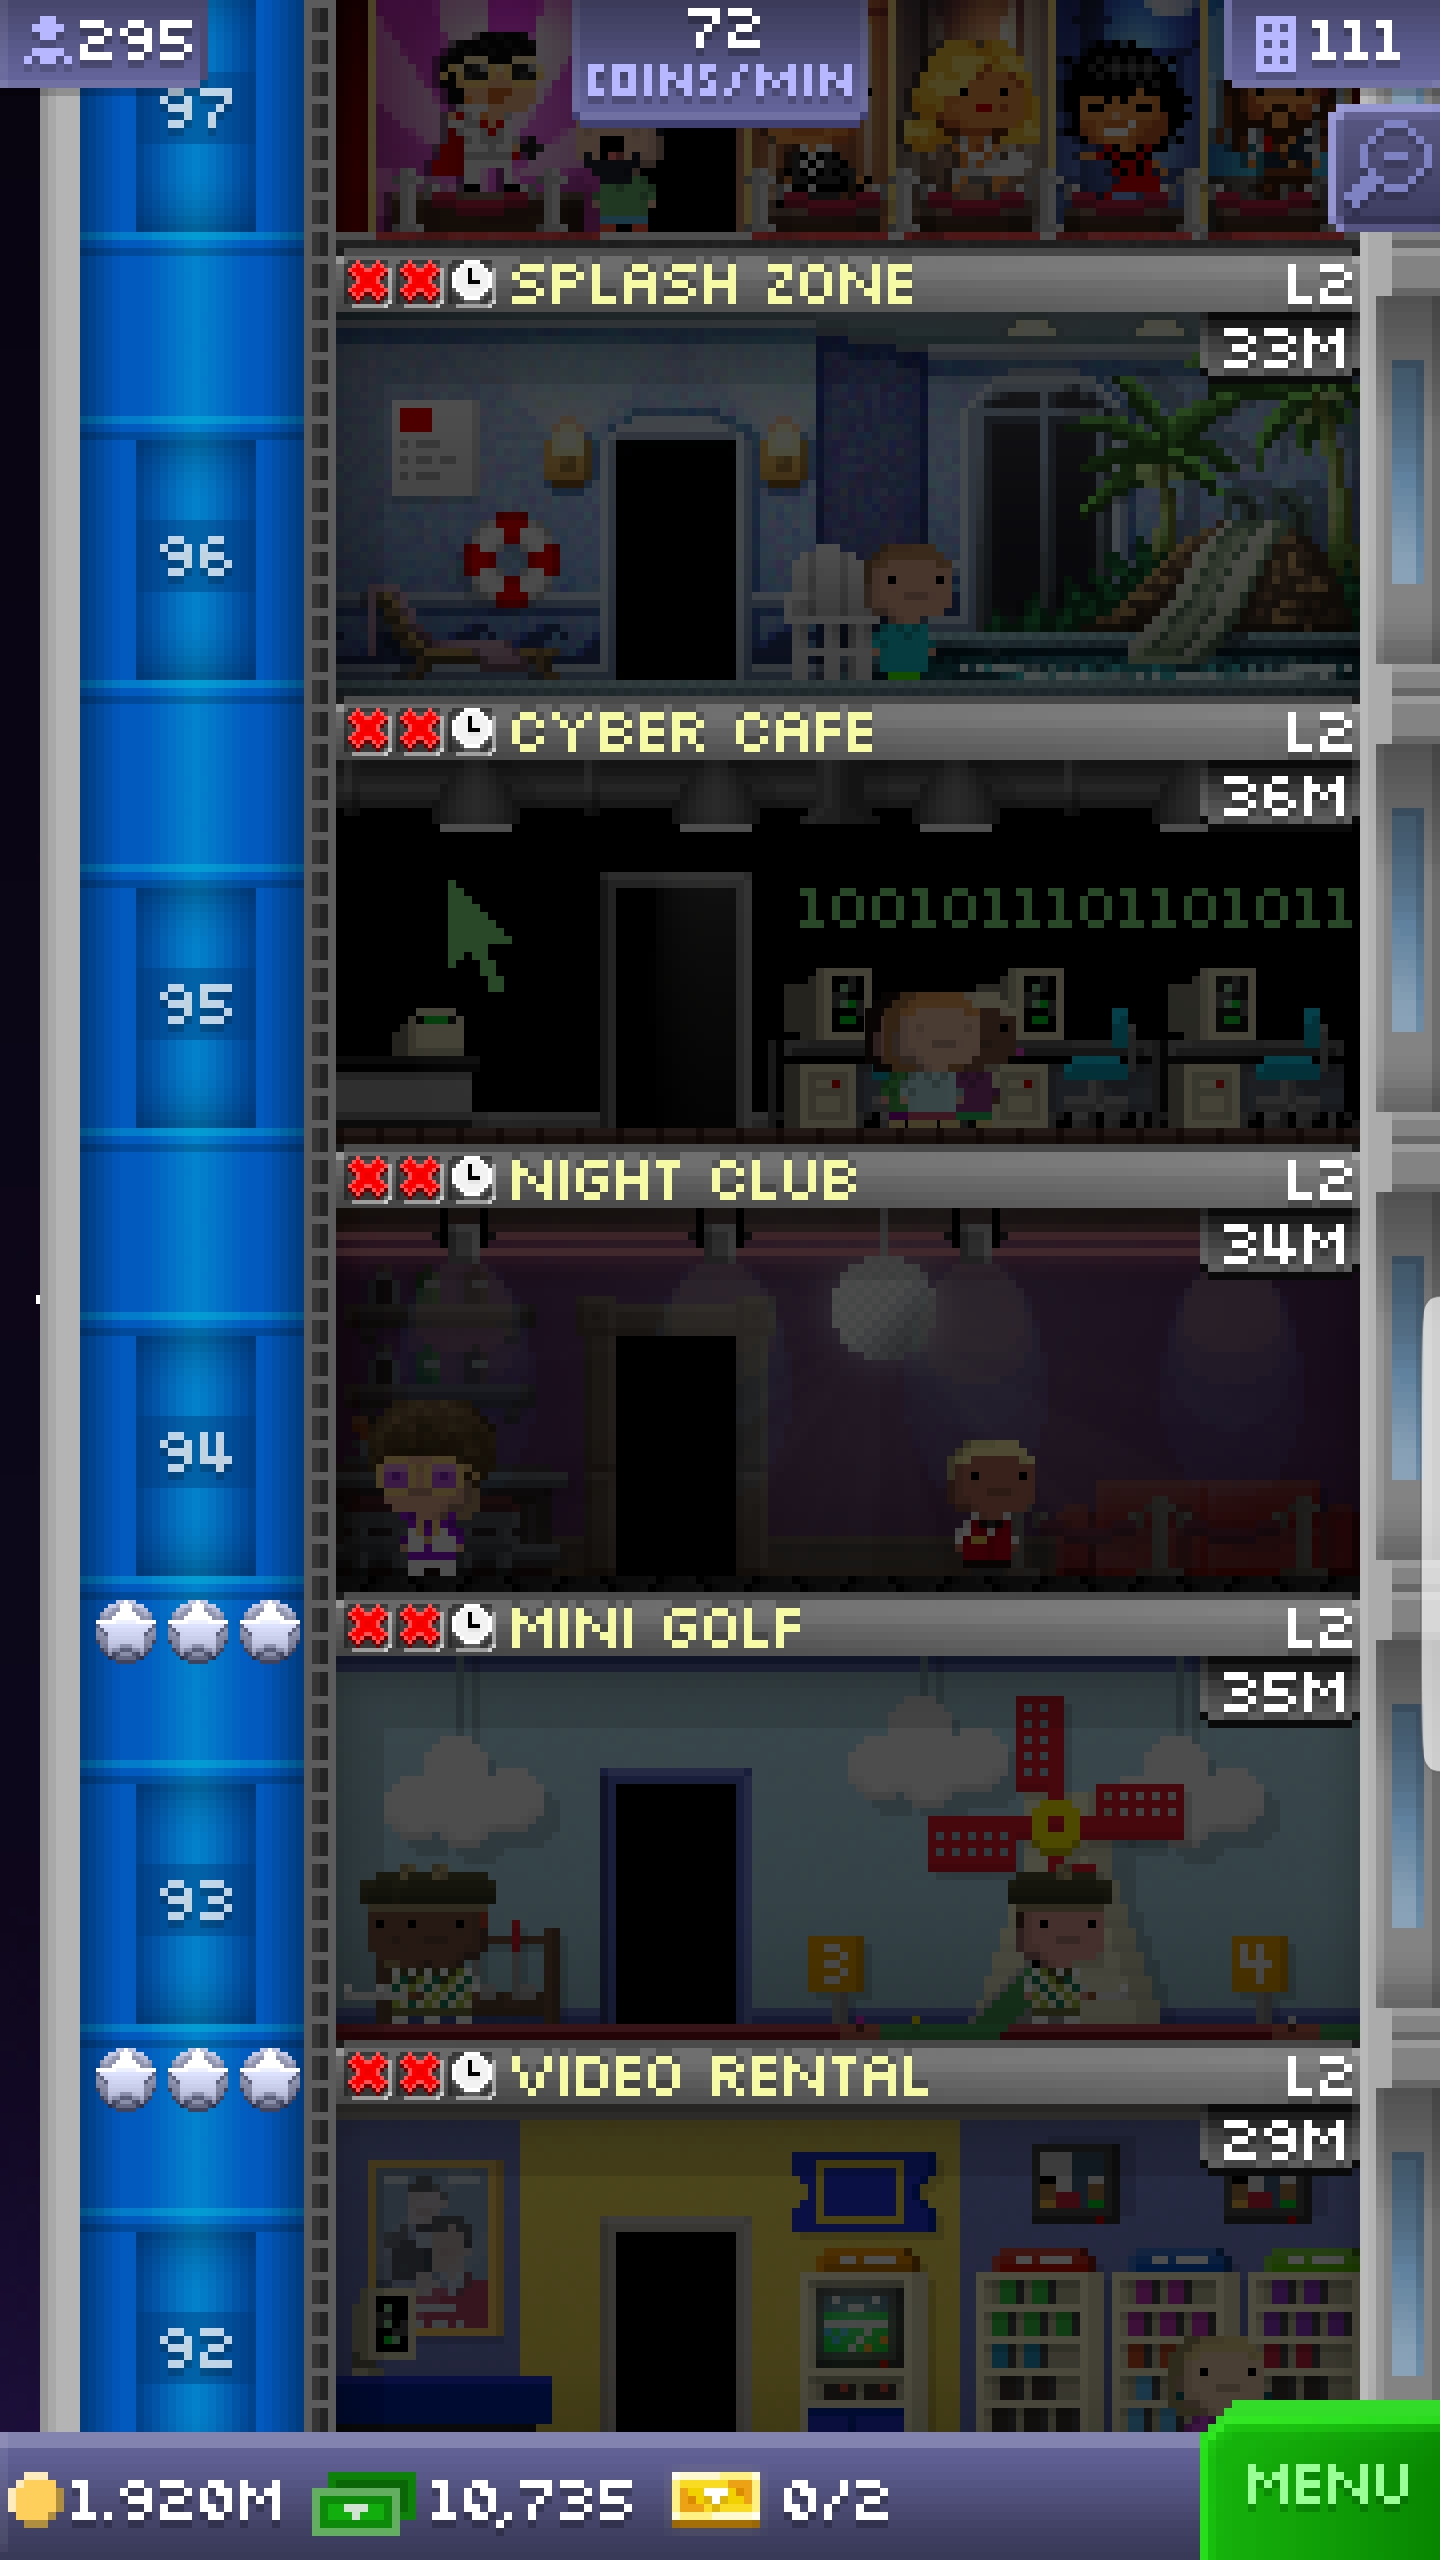 295
72
COINS/MIN
111
97
SPLASH ZONE L2
33M
96
CYBER CAFE L2
36M
1001011101101011
95
NIGHT CLUB L2
34M
94
MINI GOLF L2
35M
93
3
4
VIDEO RENTAL L2
29M
92
1.920M 10,735 0/2
MENU